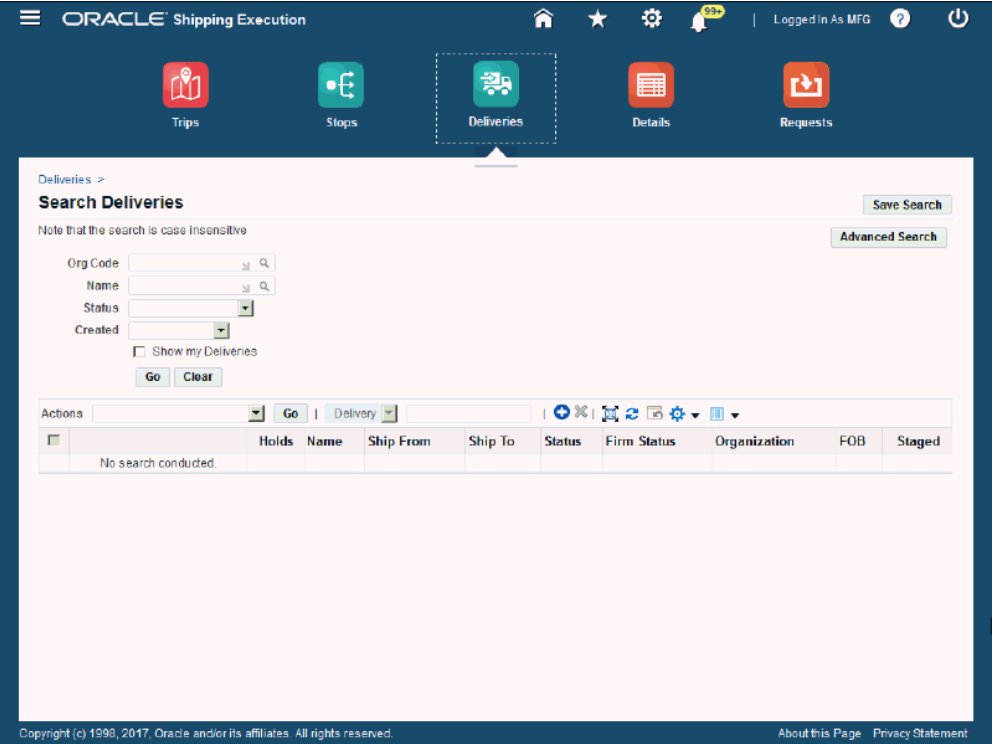 ORACLE Shipping Execution 99+ | Logged In As MFG ?
Trips Stops Deliveries Details Requests
Deliveries >
Search Deliveries Save Search
Note that the search is case insensitive Advanced Search
Org Code
Name
Status
Created
Show my Deliveries
Go Clear
Actions Go | Delivery
Holds Name Ship From Ship To Status Firm Status Organization FOB Staged
No search conducted.
Copyright (c) 1998, 2017, Oracle and/or its affiliates. All rights reserved. About this Page Privacy Statement